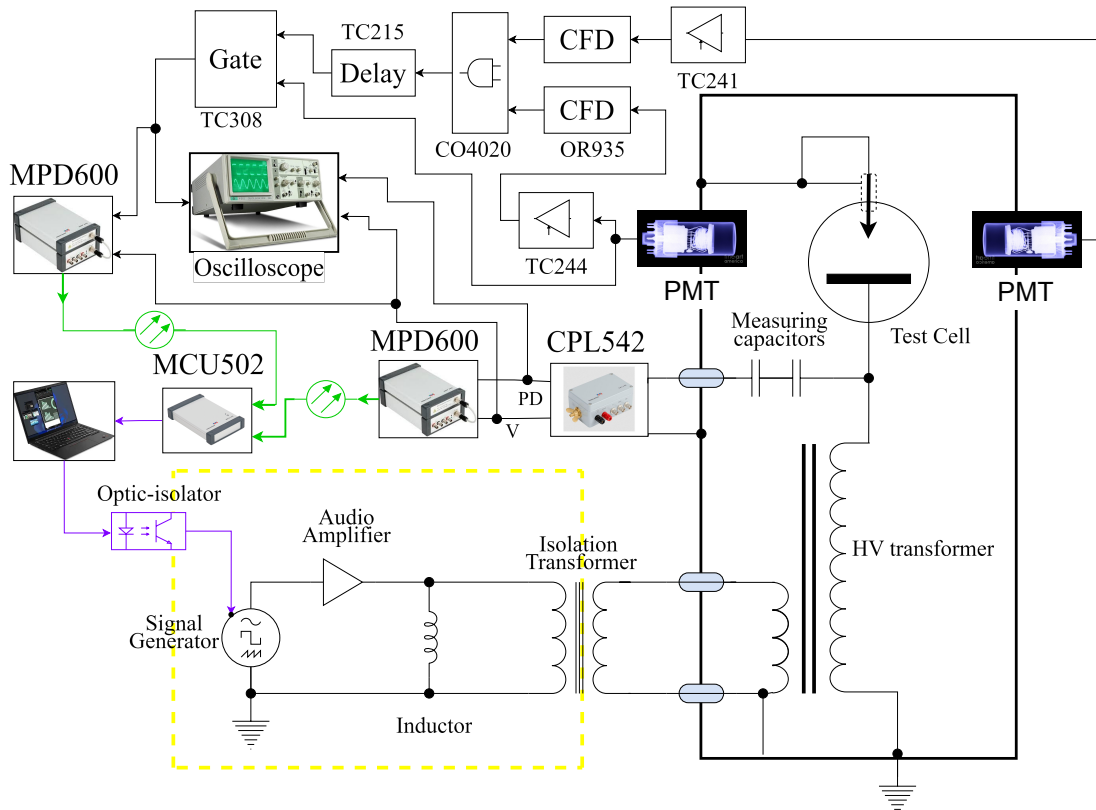 TC215
Gate
Delay
CFD
TC241
TC308
CFD
CO4020
OR935
MPD600
Oscilloscope
TC244
PMT
PMT
Measuring
capacitors
Test Cell
MCU502
MPD600
CPL542
PD
V
Optic-isolator
Audio
Amplifier
Isolation
Transformer
HV transformer
Signal
Generator
Inductor